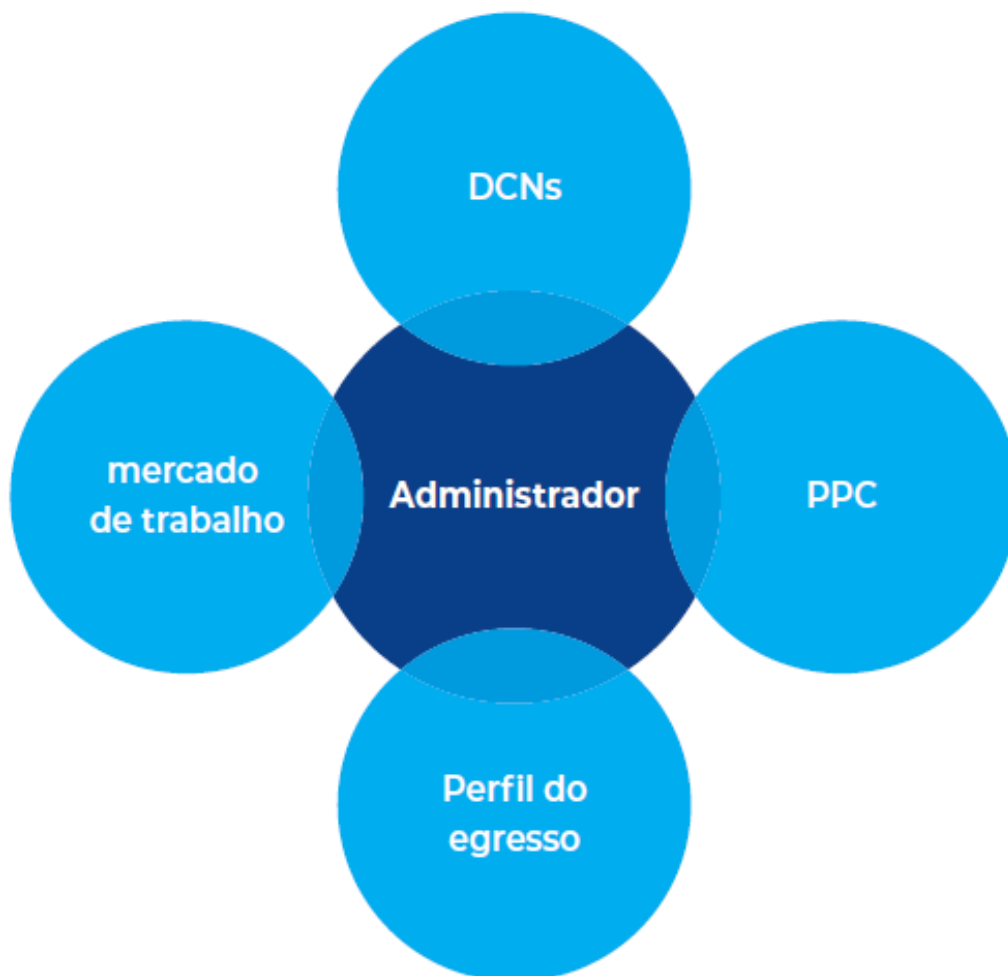 DCNs
mercado
de trabalho
Administrador
PPC
Perfil do
egresso